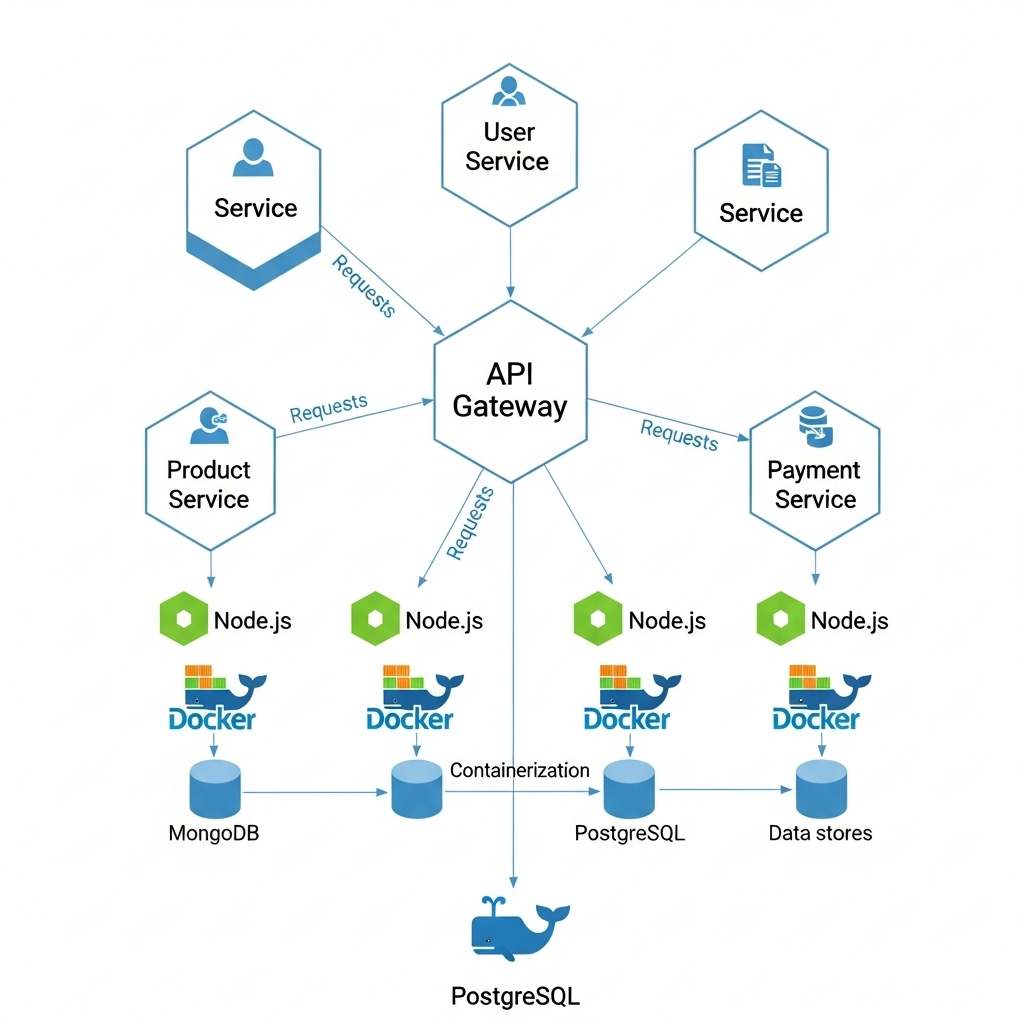 User
Service
Service
Service
Requests
API
Gateway
Requests
Requests
Product
Service
Payment
Service
Requests
Node.js
Node.js
Node.js
Node.js
Docker
Docker
Docker
Docker
Containerization
MongoDB
PostgreSQL
Data stores
PostgreSQL